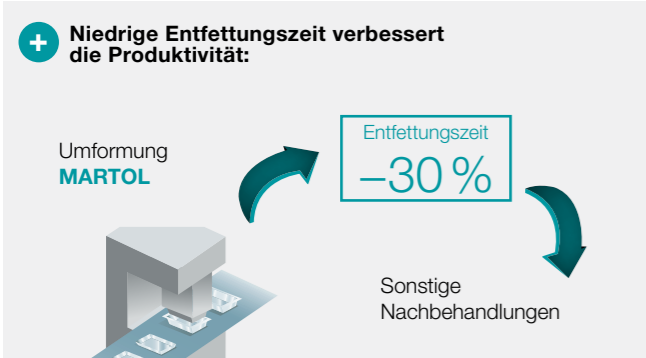 + Niedrige Entfettungszeit verbessert
die Produktivität:
Umformung
MARTOL
Entfettungszeit
–30 %
Sonstige
Nachbehandlungen